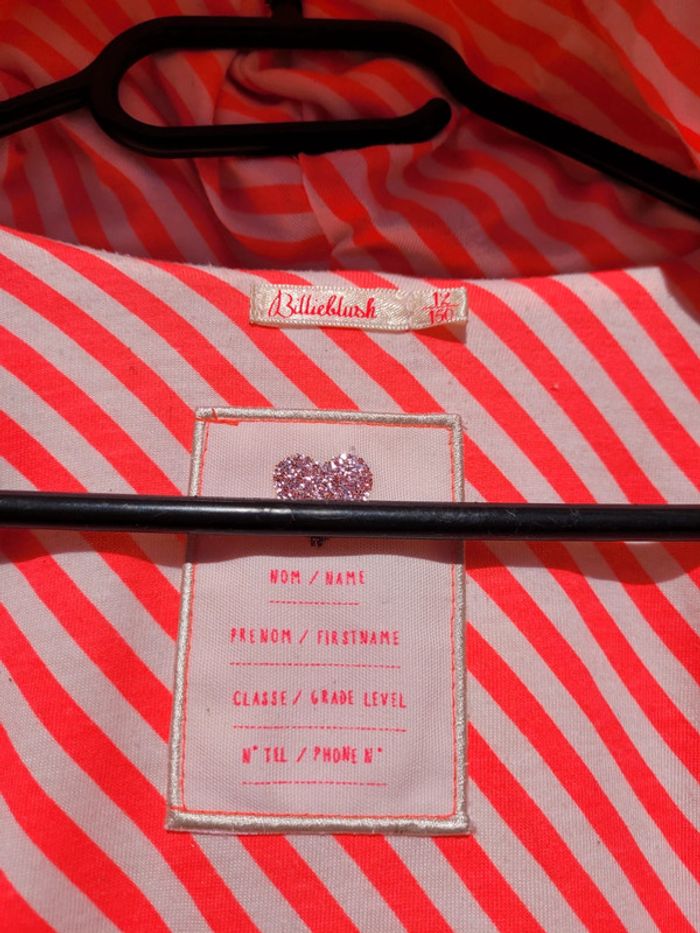 Billieblush 12
150
NOM / NAME
PRENOM / FIRSTNAME
CLASSE / GRADE LEVEL
N° TEL / PHONE N°